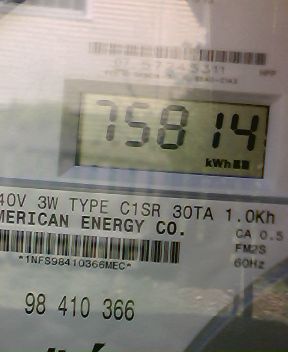 75814
kWh
40V 3W TYPE C1SR 30TA 1.0Kh
MERICAN ENERGY CO.
CA 0.5
FM2S
60Hz
*1NFS98410366MEC*
98 410 366